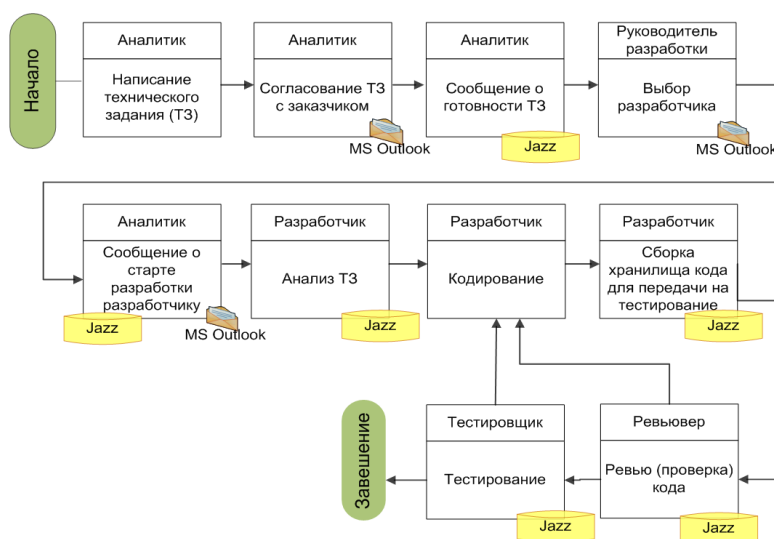 Начало
Аналитик
Написание
технического
задания (ТЗ)
Аналитик
Согласование ТЗ
с заказчиком
MS Outlook
Аналитик
Сообщение о
готовности ТЗ
Jazz
Руководитель
разработки
Выбор
разработчика
MS Outlook
Аналитик
Сообщение о
старте
разработки
разработчику
Jazz
MS Outlook
Разработчик
Анализ ТЗ
Jazz
Разработчик
Кодирование
Разработчик
Сборка
хранилища кода
для передачи на
тестирование
Jazz
Завешение
Тестировщик
Тестирование
Jazz
Ревьювер
Ревью (проверка)
кода
Jazz